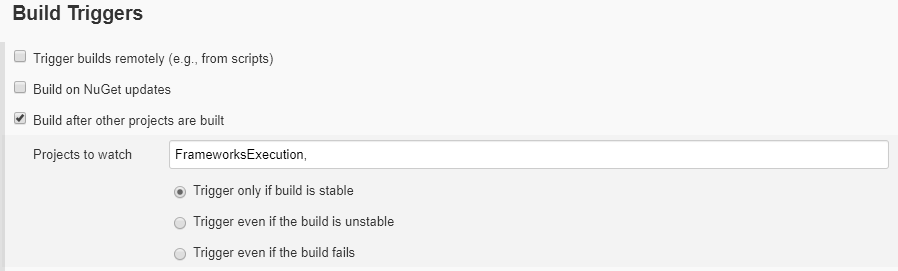 Build Triggers
Trigger builds remotely (e.g., from scripts)
Build on NuGet updates
Build after other projects are built
Projects to watch FrameworksExecution,
Trigger only if build is stable
Trigger even if the build is unstable
Trigger even if the build fails